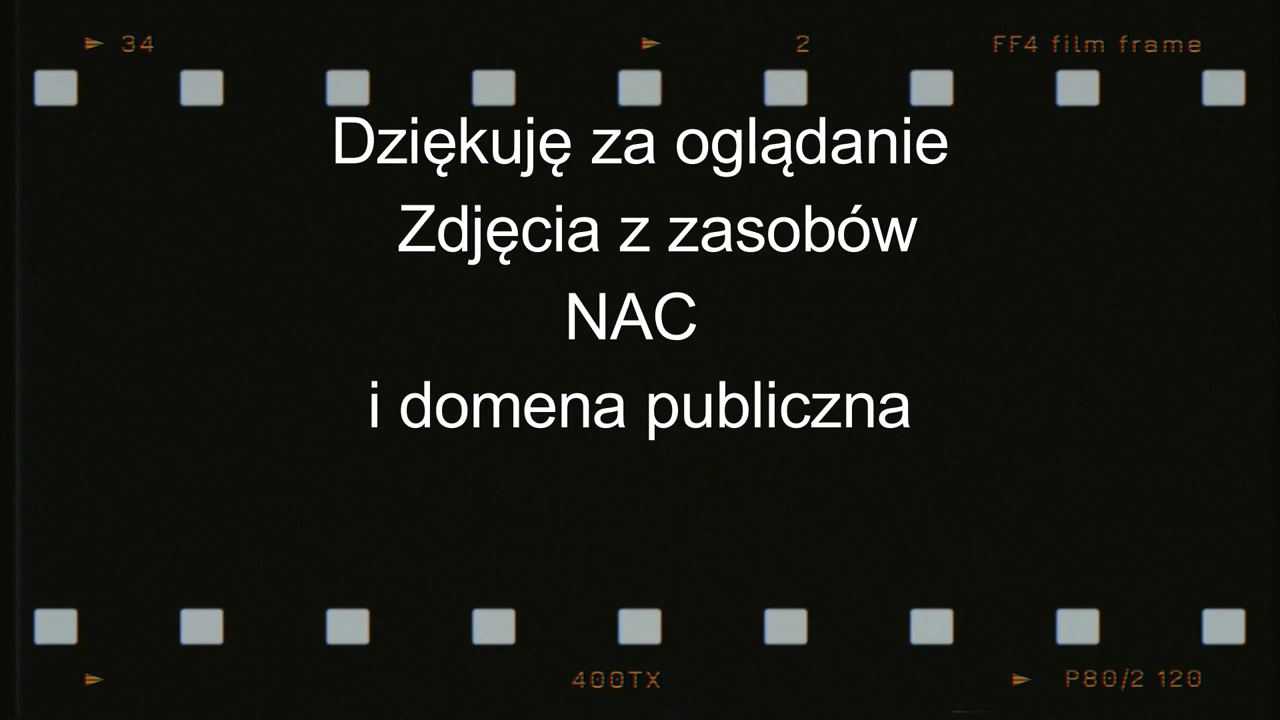 34 2 FF4 film frame
Dziękuję za oglądanie
Zdjęcia z zasobów
NAC
i domena publiczna
400TX P80/2 120